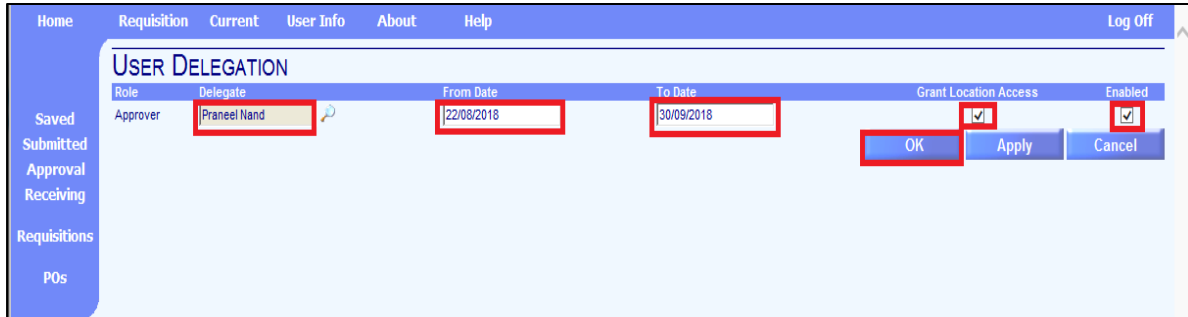 Home Requisition Current User Info About Help Log Off
USER DELEGATION
Role Delegate From Date To Date Grant Location Access Enabled
Approver Praneel Nand 22/08/2018 30/09/2018
OK Apply Cancel
Saved
Submitted
Approval
Receiving
Requisitions
POs